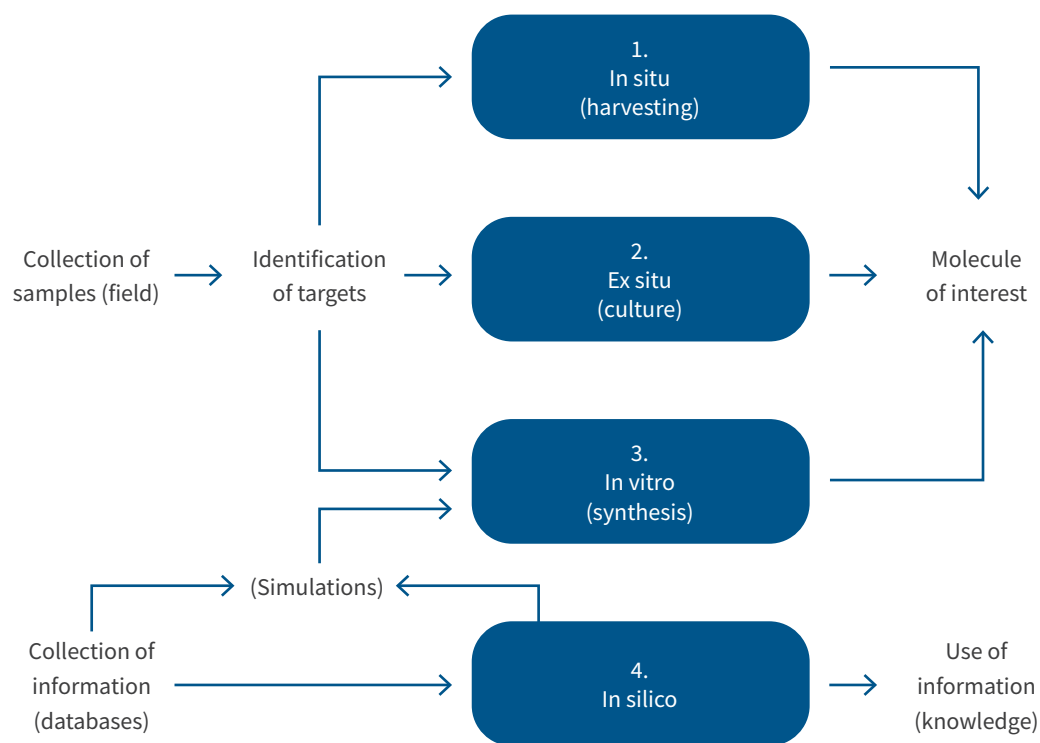 1.
In situ
(harvesting)
Collection of
samples (field)
Identification
of targets
2.
Ex situ
(culture)
Molecule
of interest
3.
In vitro
(synthesis)
(Simulations)
Collection of
information
(databases)
4.
In silico
Use of
information
(knowledge)